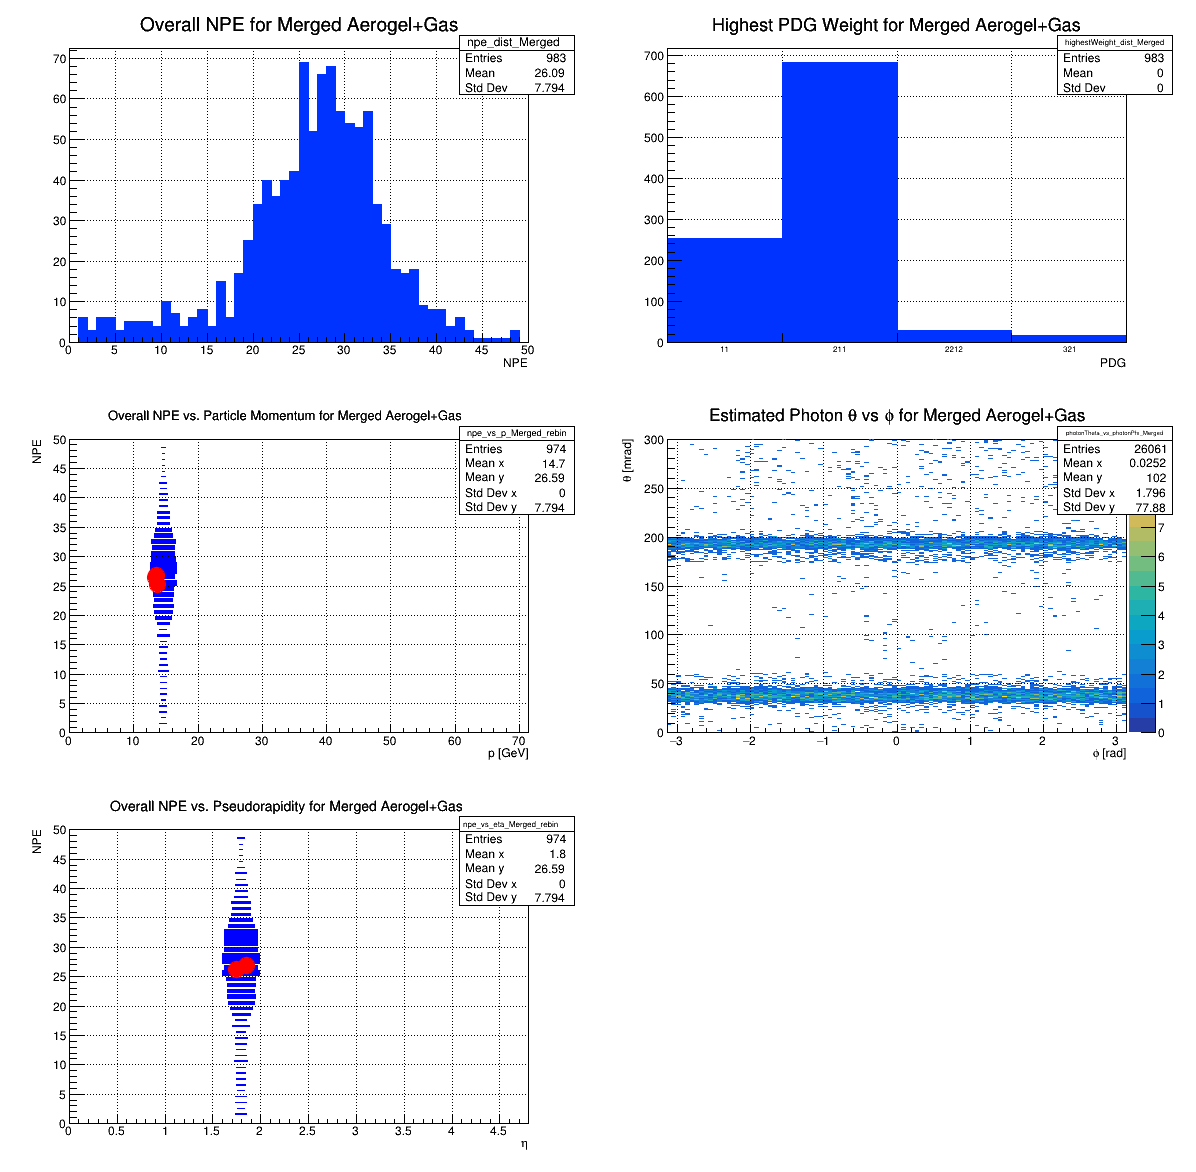 Overall NPE for Merged Aerogel+Gas
npe_dist_Merged
Entries 983
Mean 26.09
Std Dev 7.794
70
60
50
40
30
20
10
0
0 5 10 15 20 25 30 35 40 45 50
NPE
Highest PDG Weight for Merged Aerogel+Gas
highestWeight_dist_Merged
Entries 983
Mean 0
Std Dev 0
700
600
500
400
300
200
100
0
11 211 2212 321
PDG
Overall NPE vs. Particle Momentum for Merged Aerogel+Gas
npe_vs_p_Merged_rebin
Entries 974
Mean x 14.7
Mean y 26.59
Std Dev x 0
Std Dev y 7.794
NPE
50
45
40
35
30
25
20
15
10
5
0
0 10 20 30 40 50 60 70
p [GeV]
Estimated Photon θ vs ϕ for Merged Aerogel+Gas
photonTheta_vs_photonPhi_Merged
Entries 26061
Mean x 0.0252
Mean y 102
Std Dev x 1.796
Std Dev y 77.88
θ [mrad]
300
250
200
150
100
50
0
−3 −2 −1 0 1 2 3
ϕ [rad]
7
6
5
4
3
2
1
0
Overall NPE vs. Pseudorapidity for Merged Aerogel+Gas
npe_vs_eta_Merged_rebin
Entries 974
Mean x 1.8
Mean y 26.59
Std Dev x 0
Std Dev y 7.794
NPE
50
45
40
35
30
25
20
15
10
5
0
0 0.5 1 1.5 2 2.5 3 3.5 4 4.5
η